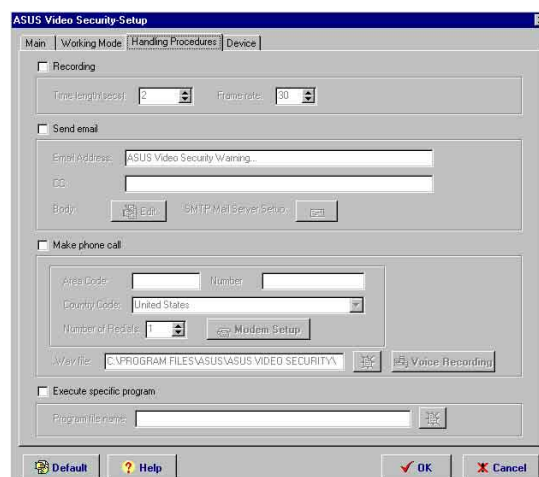 ASUS Video Security-Setup
Main Working Mode Handling Procedures Device
Recording
Time length(secs): 2 Frame rate: 30
Send email
Email Address: ASUS Video Security Warning...
CC:
Body: Edit SMTP Mail Server Setup:
Make phone call
Area Code: Number
Country Code: United States
Number of Redials: 1 Modem Setup
.Wav file: C:\PROGRAM FILES\ASUS\ASUS VIDEO SECURITY\ Voice Recording
Execute specific program
Program file name:
Default ? Help OK Cancel